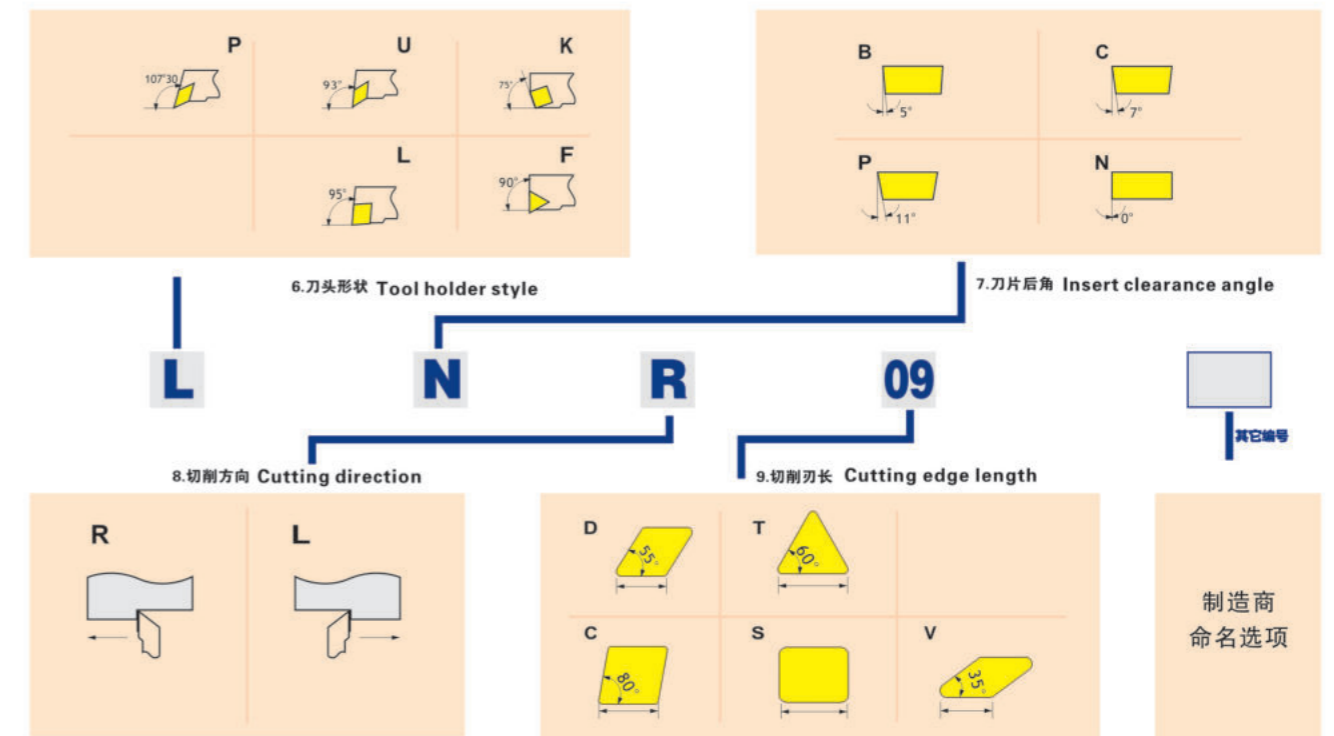 P U K
107°30 93° 75°
L F
95° 90°
B C
5° 7°
P N
11° 0°
6.刀头形状 Tool holder style
7.刀片后角 Insert clearance angle
L N R 09
其它编号
8.切削方向 Cutting direction
9.切削刃长 Cutting edge length
R L
D T
55° 60°
C S V
80° 35°
制造商
命名选项